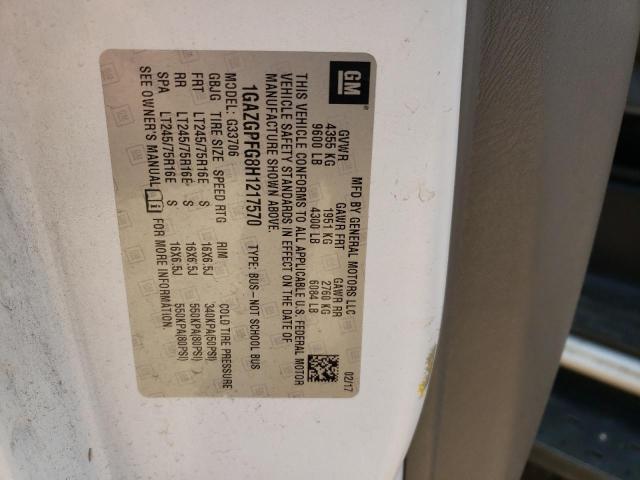 GM
MFD BY GENERAL MOTORS LLC
02/17
GVWR GAWR FRT GAWR RR
4355 KG 1951 KG 2760 KG
9600 LB 4300 LB 6084 LB
THIS VEHICLE CONFORMS TO ALL APPLICABLE U.S. FEDERAL MOTOR
VEHICLE SAFETY STANDARDS IN EFFECT ON THE DATE OF
MANUFACTURE SHOWN ABOVE.
1GAZGPFG8H1217570 TYPE: BUS-NOT SCHOOL BUS
MODEL: G33706
GBJG TIRE SIZE SPEED RTG RIM COLD TIRE PRESSURE
FRT LT245/75R16E S 16X6.5J 340KPA(50PSI)
RR LT245/75R16E S 16X6.5J 550KPA(80PSI)
SPA LT245/75R16E S 16X6.5J 550KPA(80PSI)
SEE OWNER'S MANUAL FOR MORE INFORMATION.